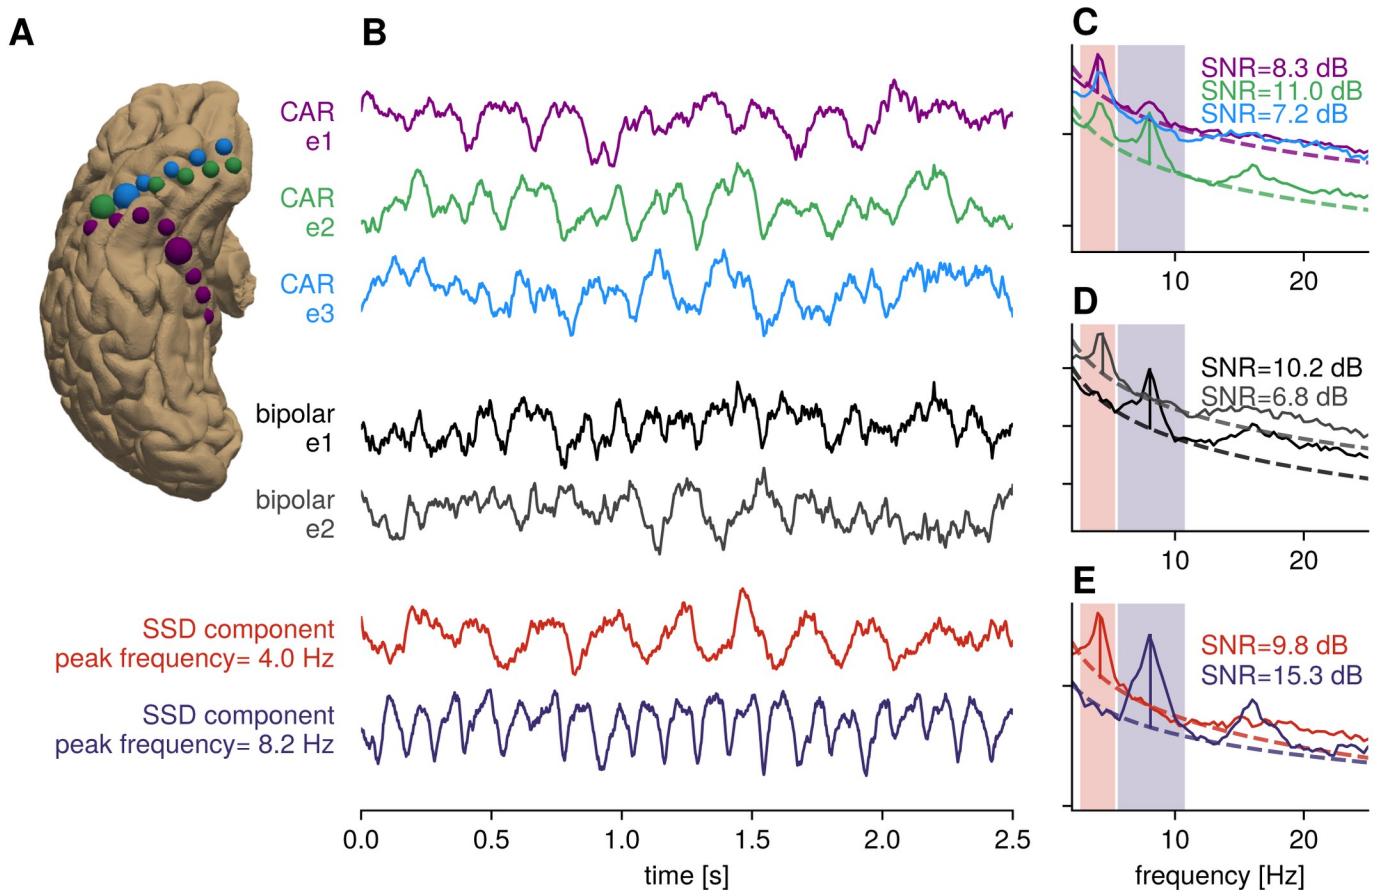 A
B
C
CAR
e1
CAR
e2
CAR
e3
bipolar
e1
bipolar
e2
SSD component
peak frequency= 4.0 Hz
SSD component
peak frequency= 8.2 Hz
0.0 0.5 1.0 1.5 2.0 2.5
time [s]
SNR=8.3 dB
SNR=11.0 dB
SNR=7.2 dB
10 20
D
SNR=10.2 dB
SNR=6.8 dB
10 20
E
SNR=9.8 dB
SNR=15.3 dB
10 20
frequency [Hz]